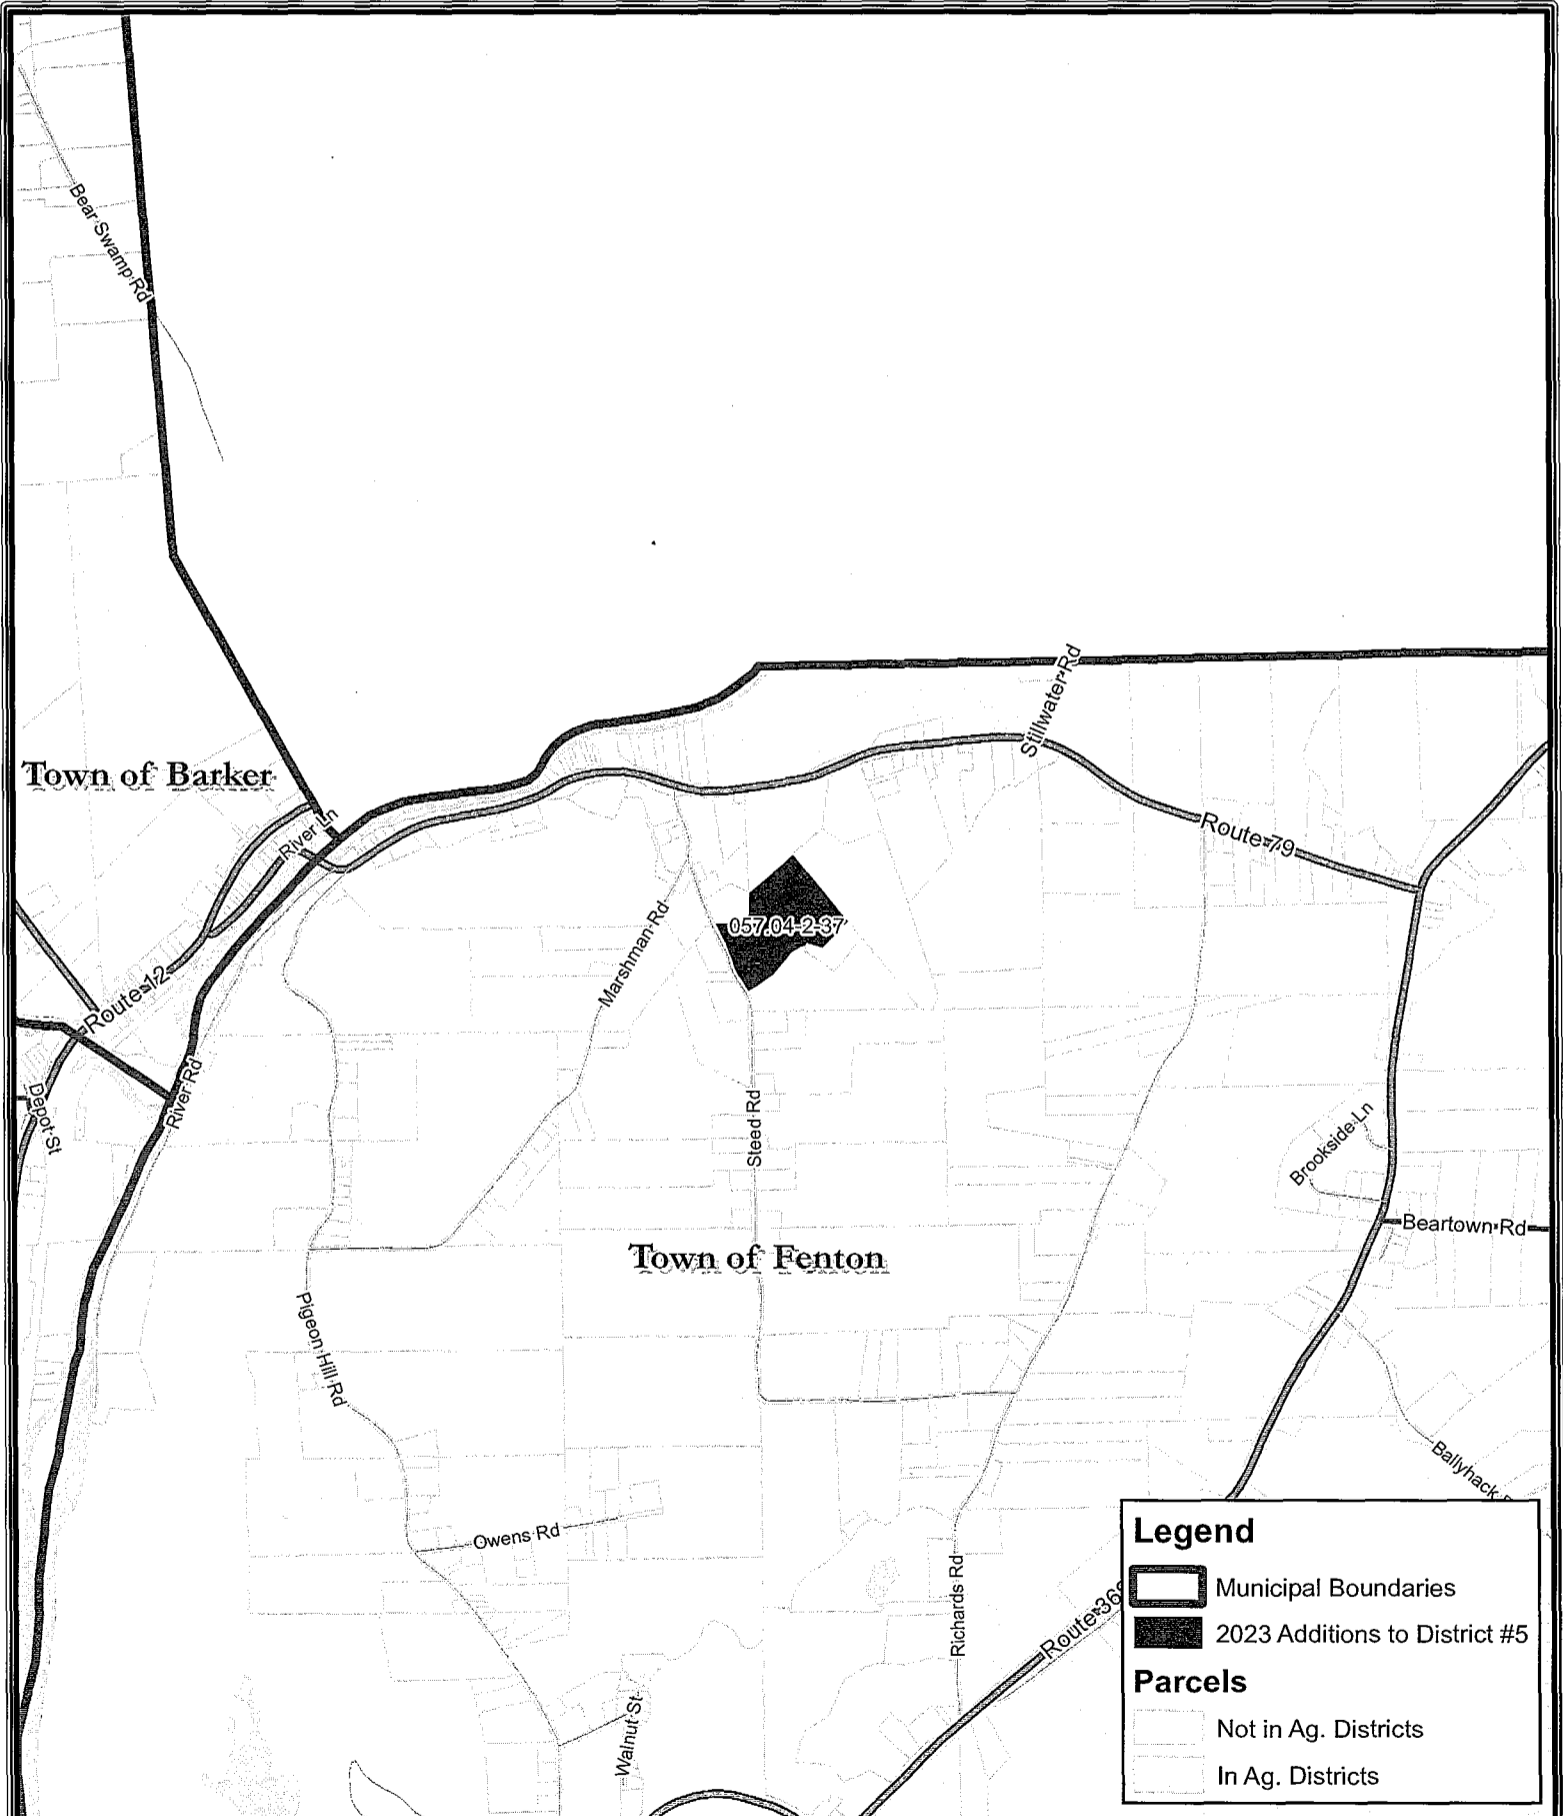 Bear Swamp Rd
Stillwater Rd
Town of Barker
River Ln
Route 79
057.04-2-37
Marshman Rd
Route 12
River Rd
Depot St
Steed Rd
Brookside Ln
Beartown Rd
Town of Fenton
Pigeon Hill Rd
Ballyhack
Owens Rd
Richards Rd
Route 369
Walnut St
Legend
Municipal Boundaries
2023 Additions to District #5
Parcels
Not in Ag. Districts
In Ag. Districts